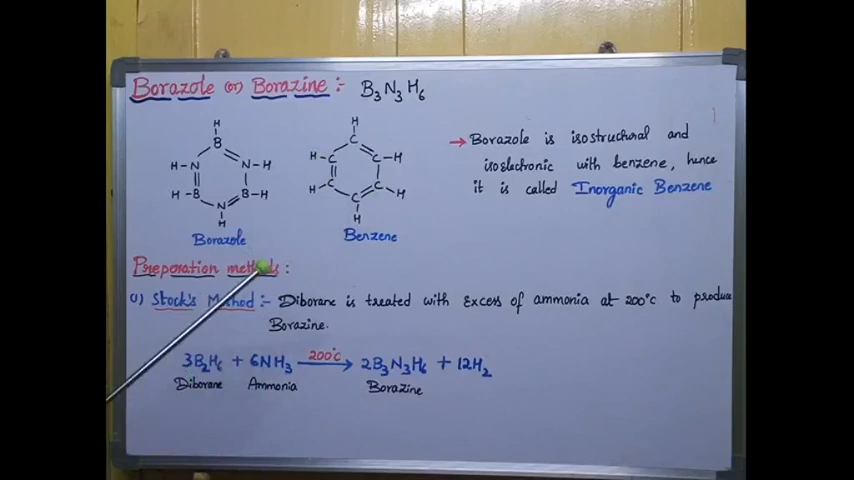 Borazole (or) Borazine :- B₃N₃H₆
H
B
H-N N-H
H-B B-H
N
H
Borazole
H
C
H-C C-H
H-C C-H
C
H
Benzene
→ Borazole is isostructural and
isoelectronic with benzene, hence
it is called Inorganic Benzene
Preparation methods :
(1) Stock's Method :- Diborane is treated with Excess of ammonia at 200°C to produce
Borazine.
3B₂H₆ + 6NH₃ 200°C → 2B₃N₃H₆ + 12H₂
Diborane Ammonia Borazine